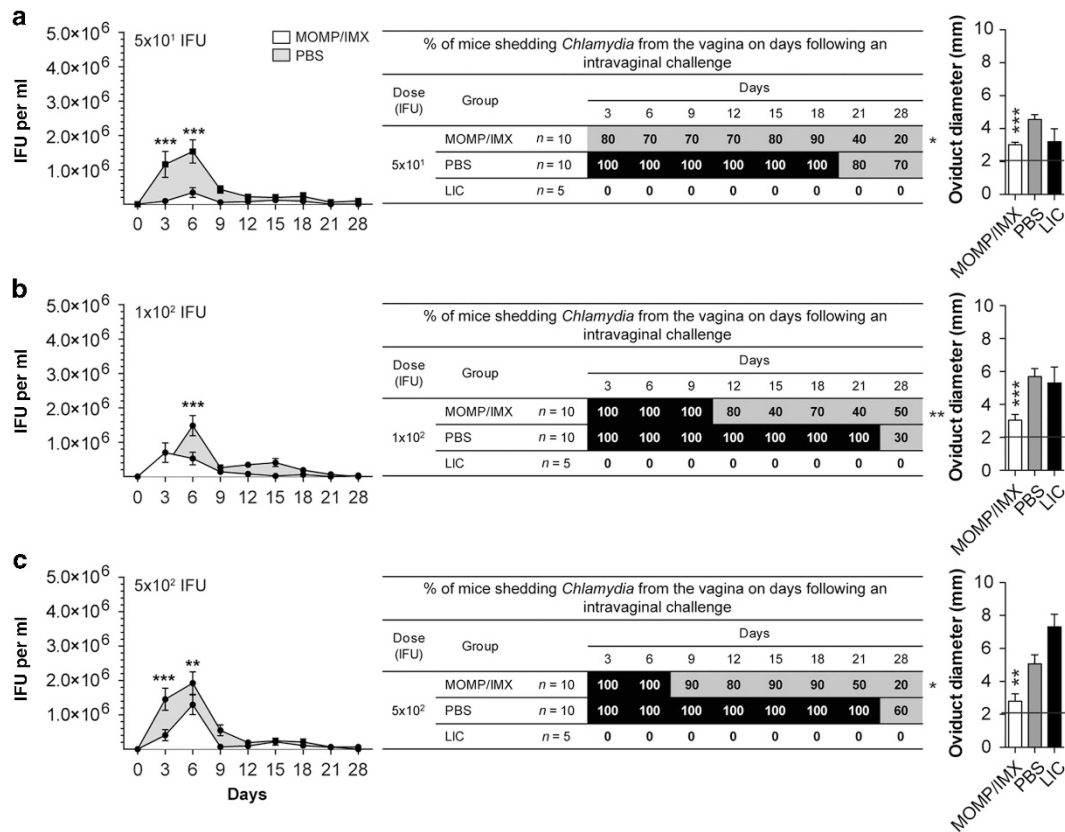 a
5x10¹ IFU
MOMP/IMX
PBS
IFU per ml
5.0×10⁶
4.0×10⁶
3.0×10⁶
2.0×10⁶
1.0×10⁶
*** ***
0 3 6 9 12 15 18 21 28
% of mice shedding Chlamydia from the vagina on days following an
intravaginal challenge
Dose
(IFU)
Group
Days
3 6 9 12 15 18 21 28
MOMP/IMX n = 10 80 70 70 70 80 90 40 20 *
5x10¹ PBS n = 10 100 100 100 100 100 100 80 70
LIC n = 5 0 0 0 0 0 0 0 0
Oviduct diameter (mm)
10
8
6
4
2
0
***
MOMP/IMX
PBS
LIC
b
1x10² IFU
IFU per ml
5.0×10⁶
4.0×10⁶
3.0×10⁶
2.0×10⁶
1.0×10⁶
***
0 3 6 9 12 15 18 21 28
% of mice shedding Chlamydia from the vagina on days following an
intravaginal challenge
Dose
(IFU)
Group
Days
3 6 9 12 15 18 21 28
MOMP/IMX n = 10 100 100 100 80 40 70 40 50 **
1x10² PBS n = 10 100 100 100 100 100 100 100 30
LIC n = 5 0 0 0 0 0 0 0 0
Oviduct diameter (mm)
10
8
6
4
2
0
***
MOMP/IMX
PBS
LIC
c
5x10² IFU
IFU per ml
5.0×10⁶
4.0×10⁶
3.0×10⁶
2.0×10⁶
1.0×10⁶
*** **
0 3 6 9 12 15 18 21 28
Days
% of mice shedding Chlamydia from the vagina on days following an
intravaginal challenge
Dose
(IFU)
Group
Days
3 6 9 12 15 18 21 28
MOMP/IMX n = 10 100 100 90 80 90 90 50 20 *
5x10² PBS n = 10 100 100 100 100 100 100 100 60
LIC n = 5 0 0 0 0 0 0 0 0
Oviduct diameter (mm)
10
8
6
4
2
0
**
MOMP/IMX
PBS
LIC